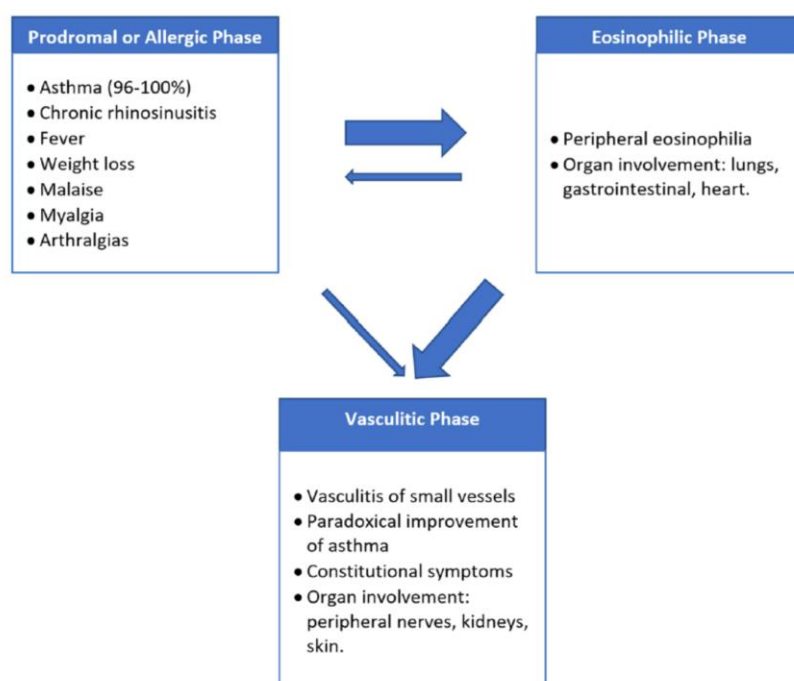 Prodromal or Allergic Phase
• Asthma (96-100%)
• Chronic rhinosinusitis
• Fever
• Weight loss
• Malaise
• Myalgia
• Arthralgias
Eosinophilic Phase
• Peripheral eosinophilia
• Organ involvement: lungs,
gastrointestinal, heart.
Vasculitic Phase
• Vasculitis of small vessels
• Paradoxical improvement
of asthma
• Constitutional symptoms
• Organ involvement:
peripheral nerves, kidneys,
skin.